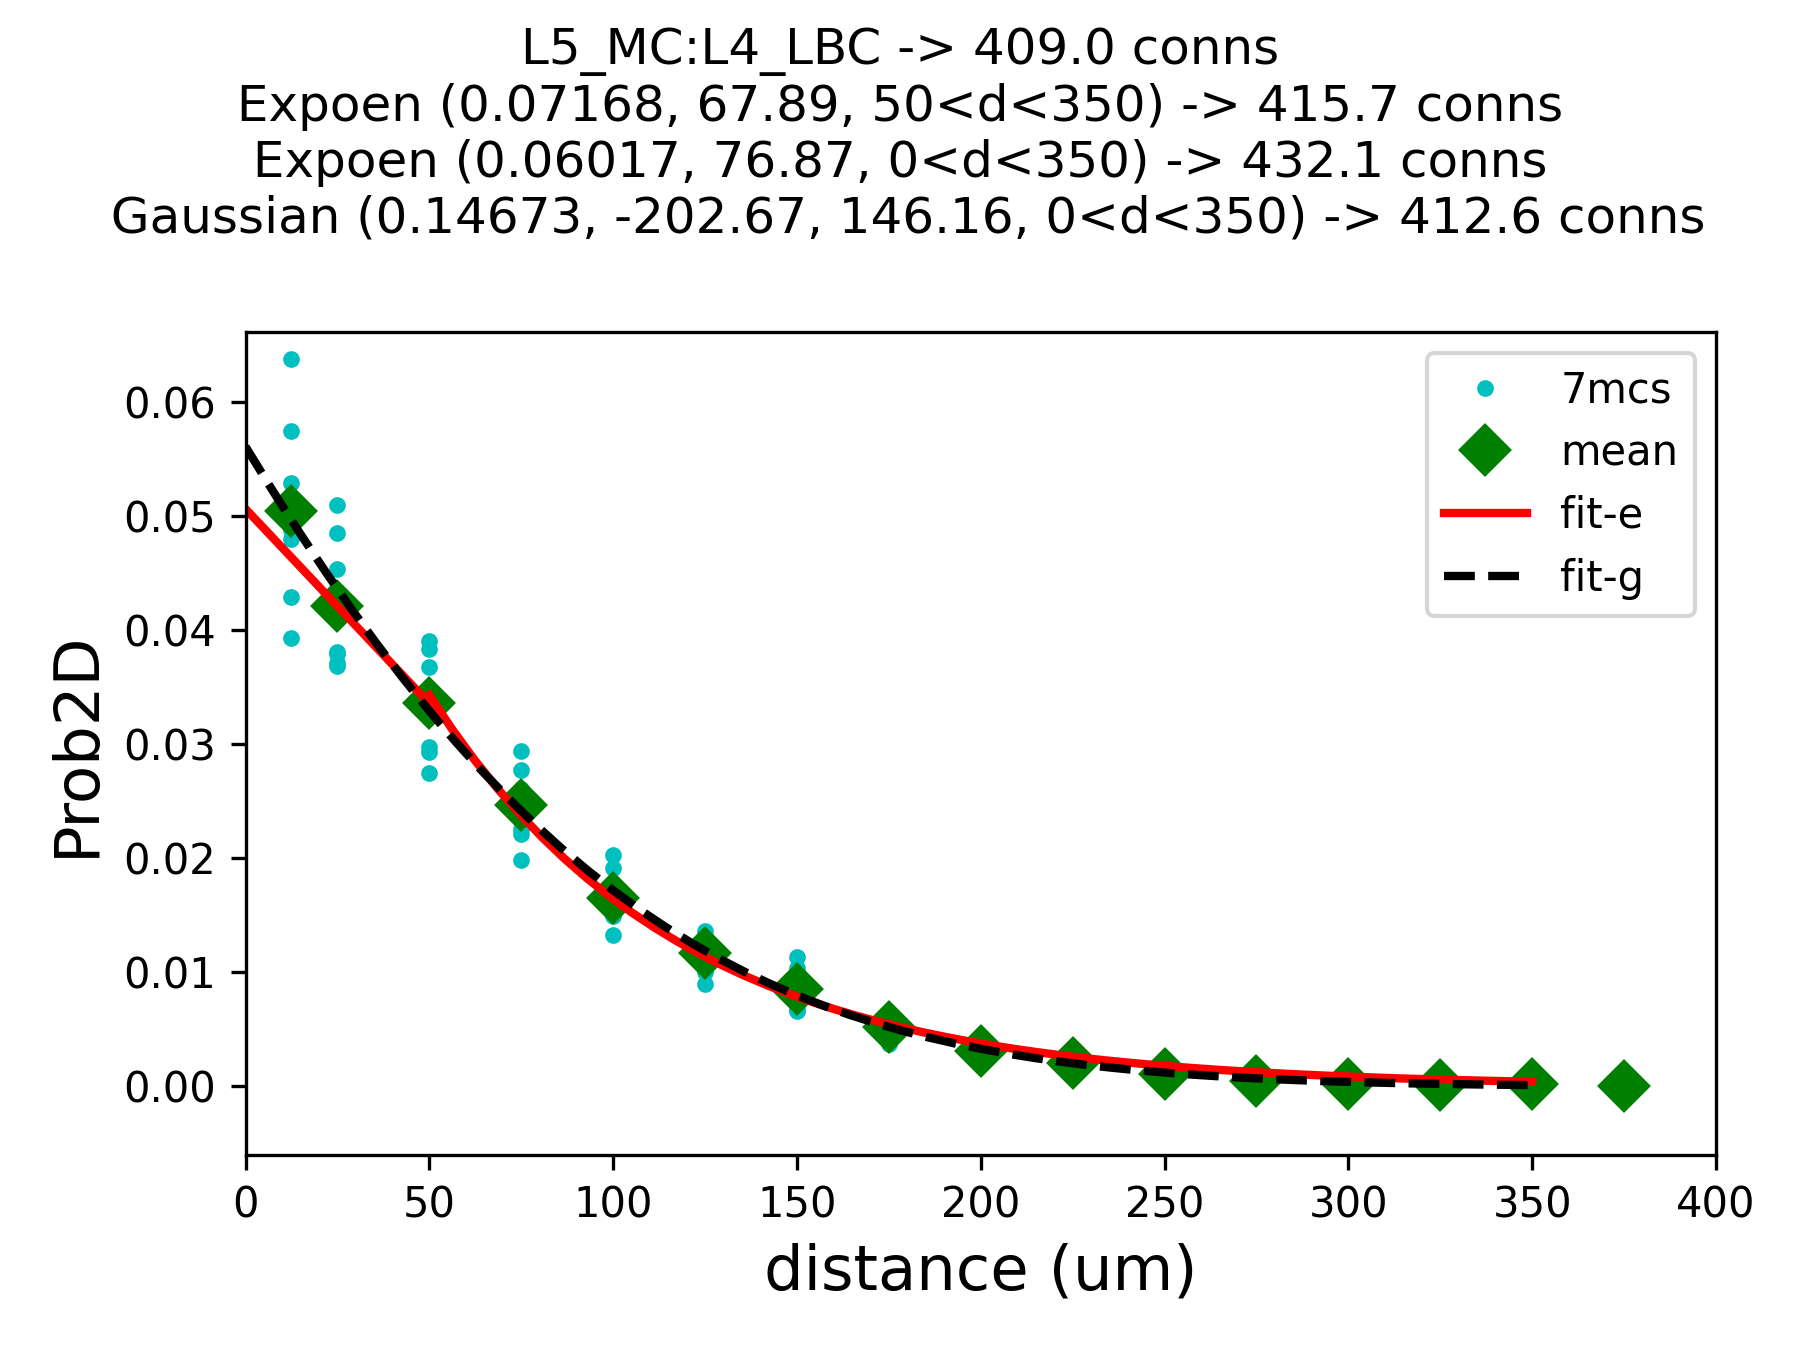 L5_MC:L4_LBC -> 409.0 conns
Expoen (0.07168, 67.89, 50<d<350) -> 415.7 conns
Expoen (0.06017, 76.87, 0<d<350) -> 432.1 conns
Gaussian (0.14673, -202.67, 146.16, 0<d<350) -> 412.6 conns
7mcs
mean
fit-e
fit-g
Prob2D
0.06
0.05
0.04
0.03
0.02
0.01
0.00
0 50 100 150 200 250 300 350 400
distance (um)